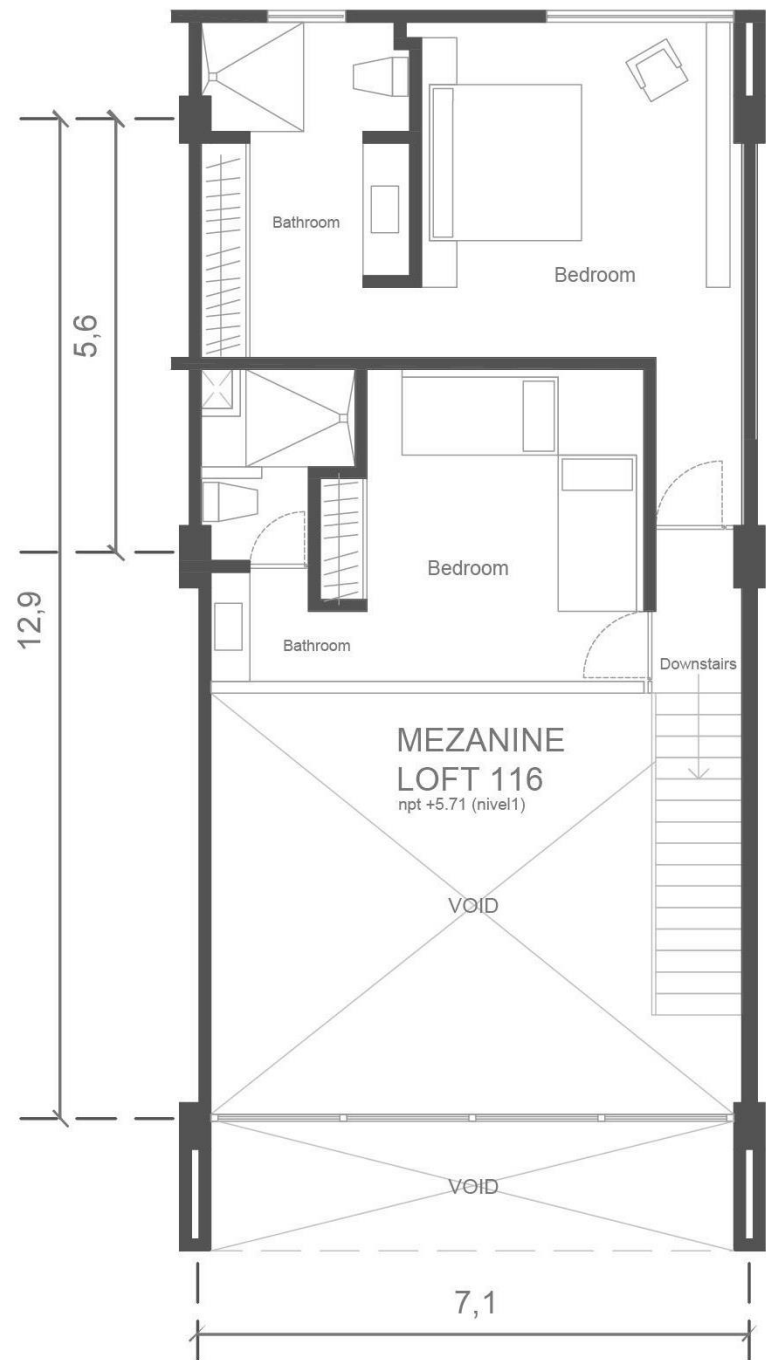 Bathroom
Bedroom
5,6
12,9
Bedroom
Bathroom
Downstairs
MEZANINE
LOFT 116
npt +5.71 (nivel1)
VOID
VOID
7,1